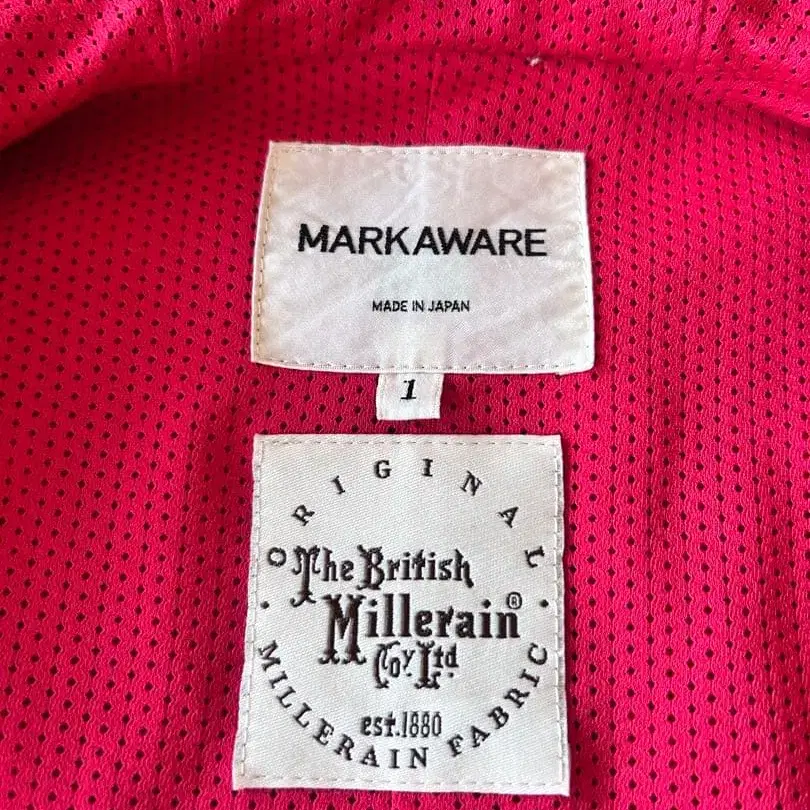 MARKAWARE
MADE IN JAPAN
1
ORIGINAL
The British
Millerain®
Coy Ltd
est.1880
MILLERAIN FABRIC